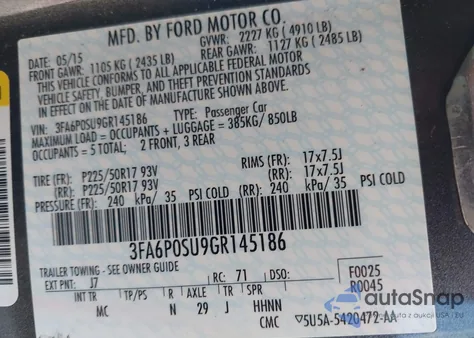 MFD. BY FORD MOTOR CO.
DATE: 05/15 GVWR: 2227 KG ( 4910 LB)
FRONT GAWR: 1105 KG ( 2435 LB) REAR GAWR: 1127 KG ( 2485 LB)
THIS VEHICLE CONFORMS TO ALL APPLICABLE FEDERAL MOTOR
VEHICLE SAFETY, BUMPER, AND THEFT PREVENTION STANDARDS
IN EFFECT ON THE DATE OF MANUFACTURE SHOWN ABOVE.
VIN: 3FA6P0SU9GR145186 TYPE: Passenger Car
MAXIMUM LOAD = OCCUPANTS + LUGGAGE = 385KG/ 850LB
OCCUPANTS = 5 TOTAL: 2 FRONT, 3 REAR
TIRE (FR): P225/50R17 93V RIMS (FR): 17x7.5J
(RR): P225/50R17 93V (RR): 17x7.5J
PRESSURE (FR): 240 kPa/ 35 PSI COLD (RR): 240 kPa/ 35 PSI COLD
3FA6P0SU9GR145186
TRAILER TOWING - SEE OWNER GUIDE F0025
EXT PNT: J7 RC: 71 DSO: R0045
INT TR TP/PS R AXLE TR SPR
MC N 29 J HHNN
CMC 5U5A-5420472-AA
autoSnap
auctions USA / EU